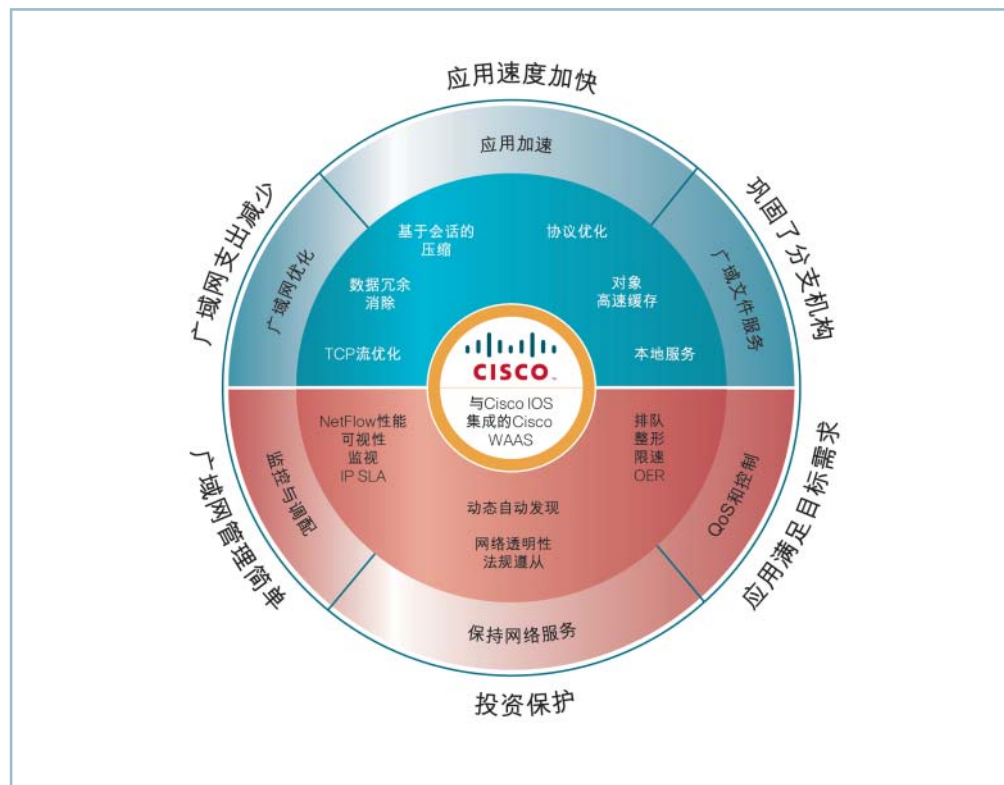 应用速度加快
应用加速
广域网支出减少
广域网优化
巩固了分支机构
广域文件服务
基于会话的
压缩
协议优化
数据冗余
消除
对象
高速缓存
TCP流优化
本地服务
CISCO™
与Cisco IOS
集成的Cisco
WAAS
NetFlow性能
可视性
监视
IP SLA
排队
整形
限速
OER
动态自动发现
网络透明性
法规遵从
监控与调配
广域网管理简单
QoS和控制
应用满足目标需求
保持网络服务
投资保护